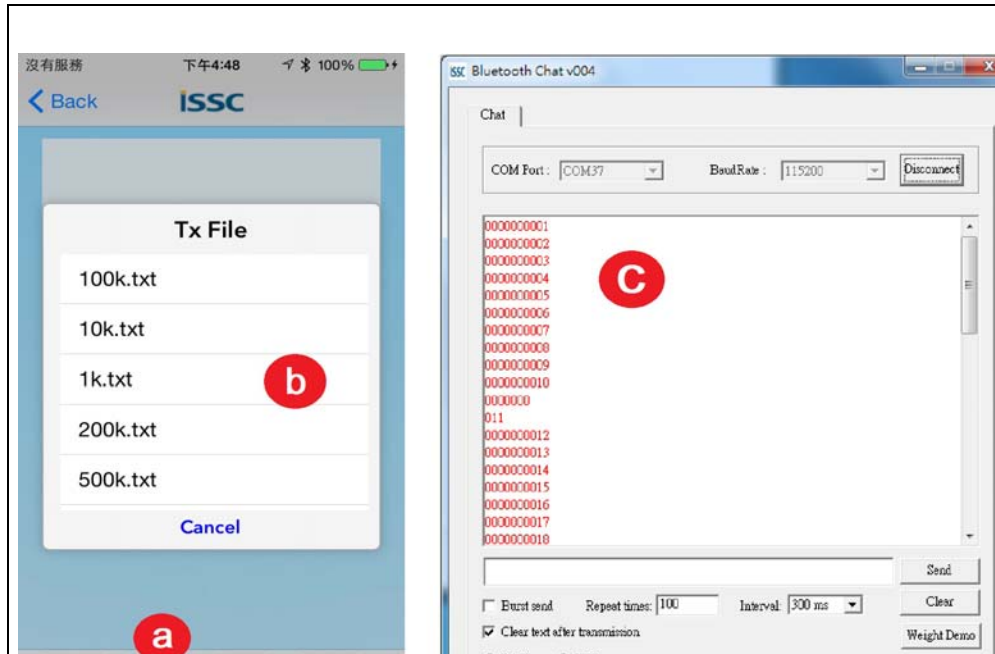 沒有服務 下午4:48 100%
Back ISSC
Tx File
100k.txt
10k.txt
1k.txt
b
200k.txt
500k.txt
Cancel
a
ISSC Bluetooth Chat v004
Chat
COM Port : COM37 BaudRate : 115200 Disconnect
0000000001
0000000002
0000000003
0000000004
0000000005
0000000006
0000000007
0000000008
0000000009
0000000010
0000000
011
0000000012
0000000013
0000000014
0000000015
0000000016
0000000017
0000000018
C
Send
Burst send Repeat times: 100 Interval: 300 ms Clear
Clear text after transmission Weight Demo